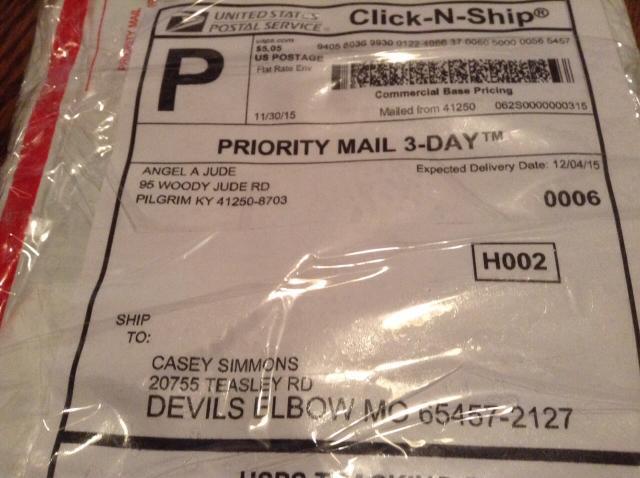 PROPERTY MAIL
UNITED STATES
POSTAL SERVICE
Click-N-Ship®
P
usps.com
$5.05
US POSTAGE
Flat Rate Env
11/30/15
9405 8036 9930 0122 4866 37 0050 5000 0056 5457
Commercial Base Pricing
Mailed from 41250 062S0000000315
PRIORITY MAIL 3-DAY™
ANGEL A JUDE
95 WOODY JUDE RD
PILGRIM KY 41250-8703
Expected Delivery Date: 12/04/15
0006
H002
SHIP
TO:
CASEY SIMMONS
20755 TEASLEY RD
DEVILS ELBOW MO 65457-2127